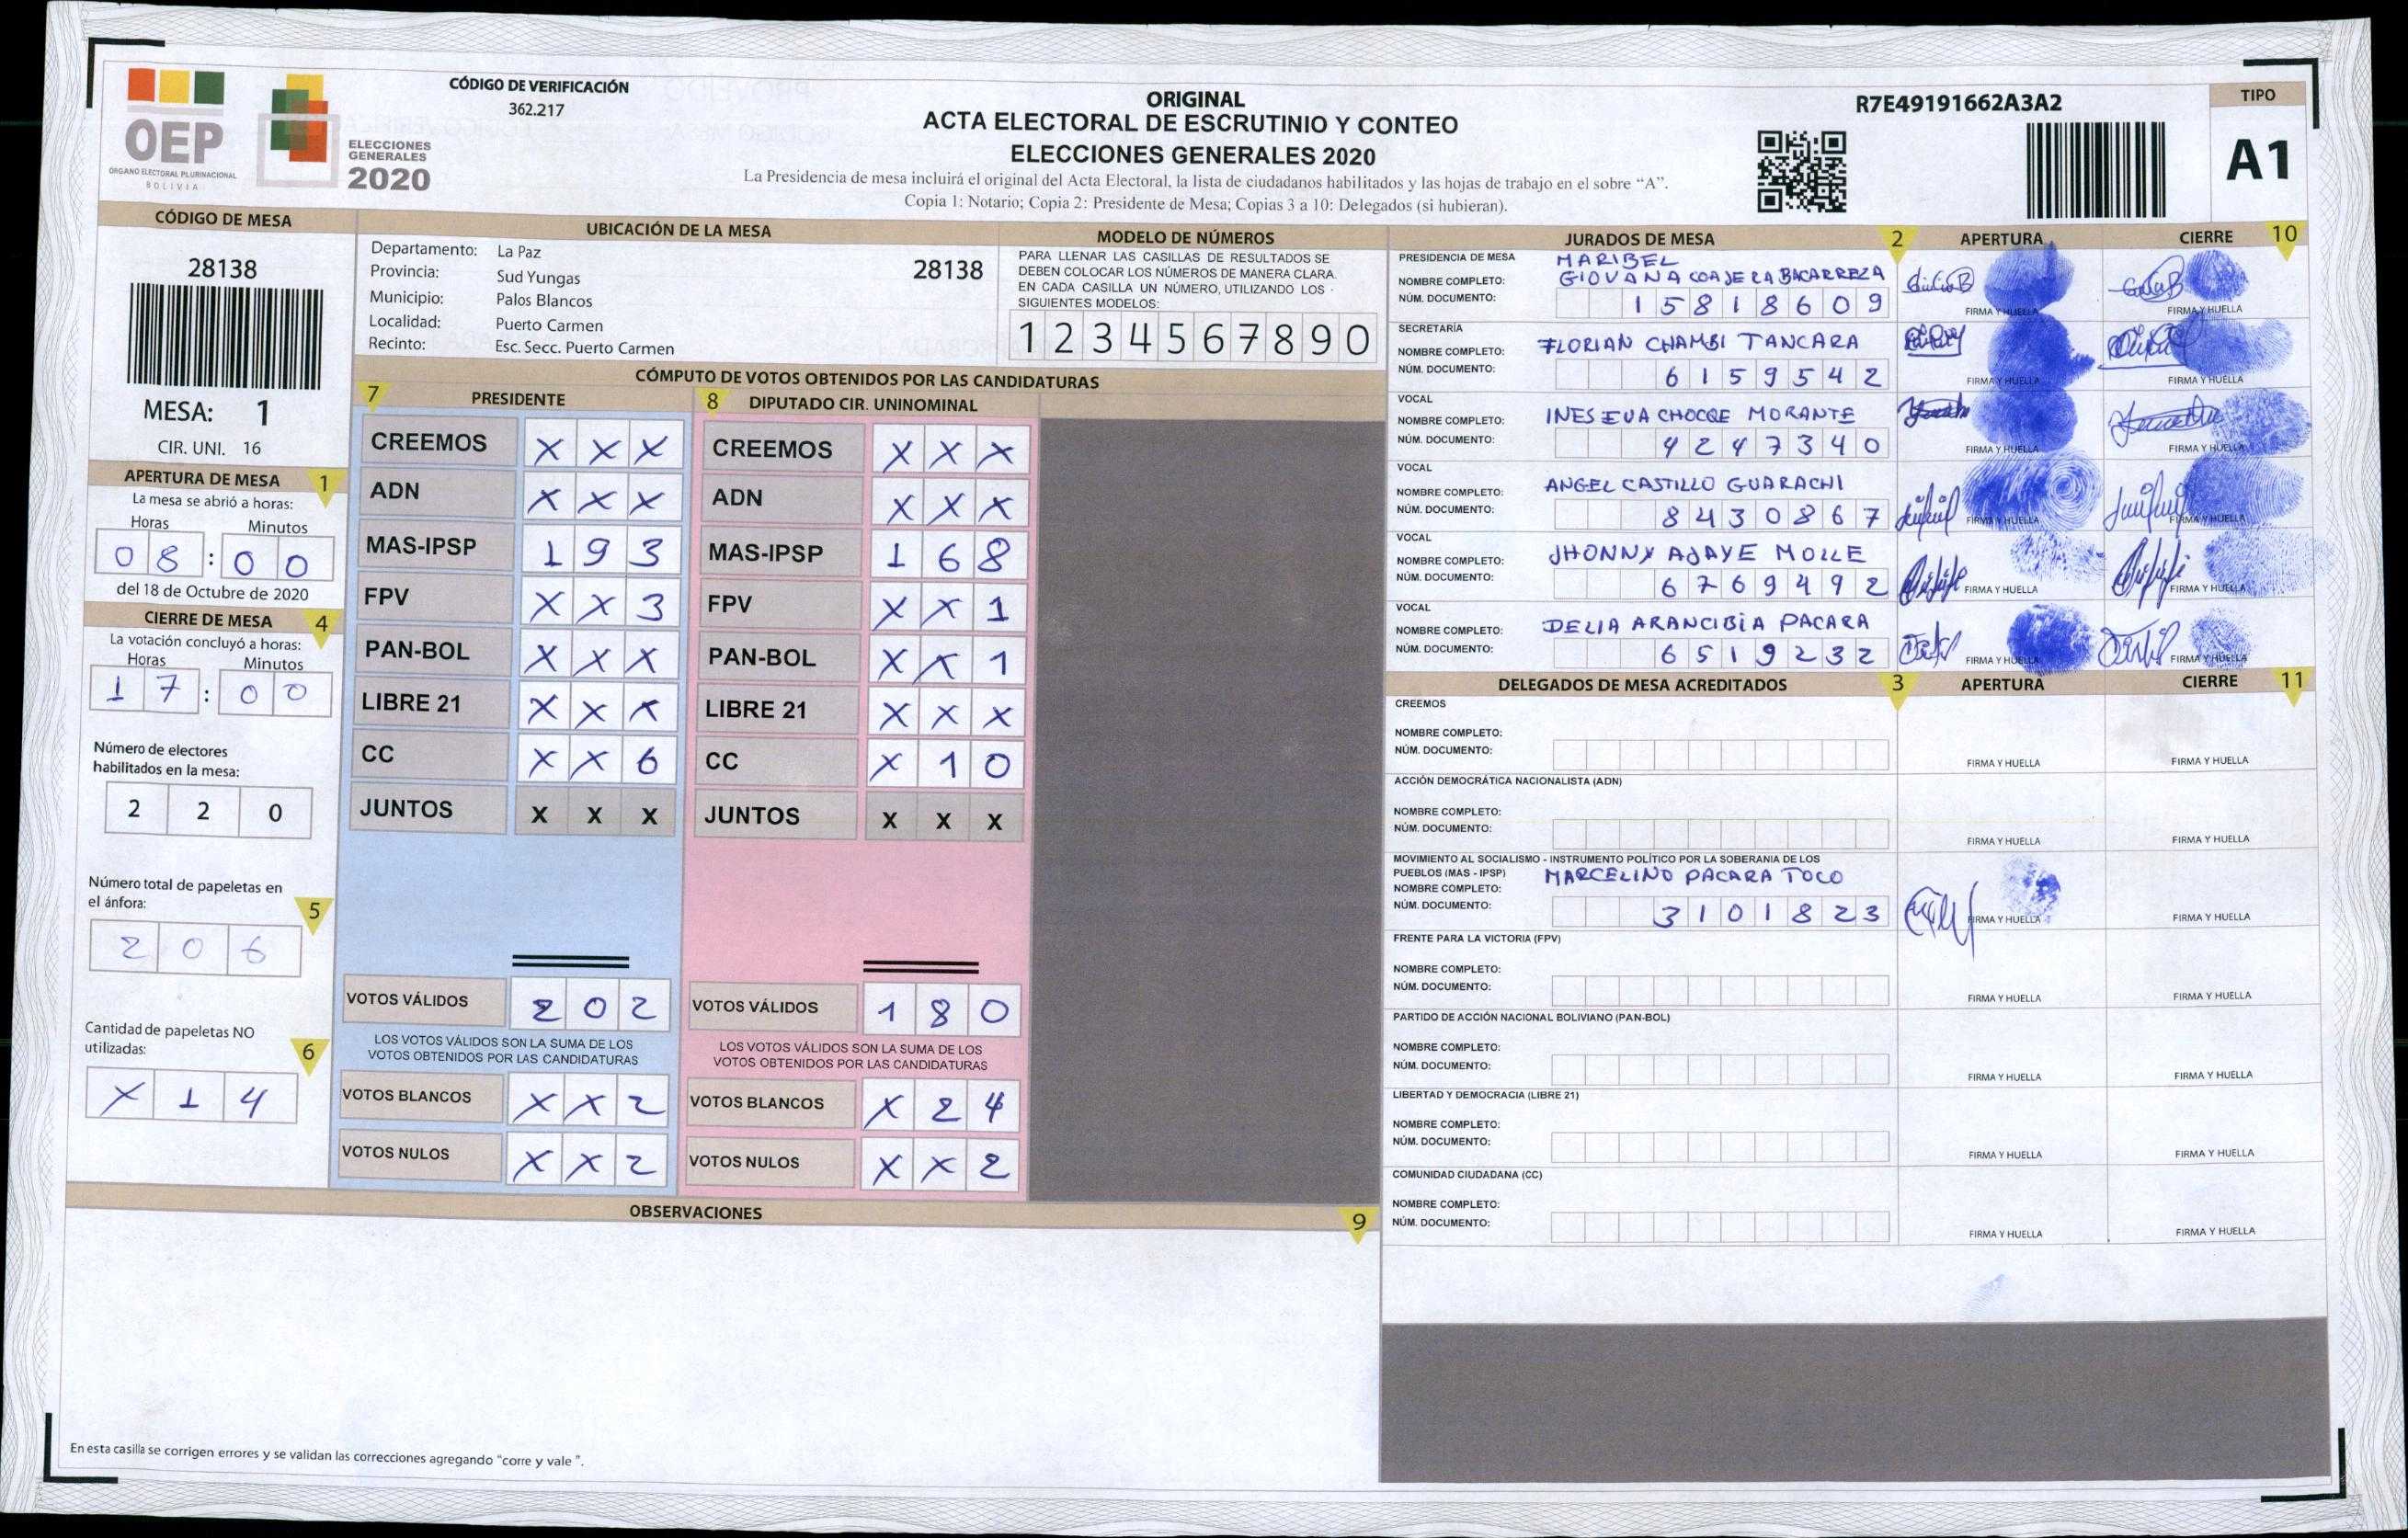 OEP
ÓRGANO ELECTORAL PLURINACIONAL
BOLIVIA
ELECCIONES
GENERALES
2020
CÓDIGO DE VERIFICACIÓN
362.217
ORIGINAL
ACTA ELECTORAL DE ESCRUTINIO Y CONTEO
ELECCIONES GENERALES 2020
La Presidencia de mesa incluirá el original del Acta Electoral, la lista de ciudadanos habilitados y las hojas de trabajo en el sobre “A”.
Copia 1: Notario; Copia 2: Presidente de Mesa; Copias 3 a 10: Delegados (si hubieran).
R7E49191662A3A2
TIPO
A1
CÓDIGO DE MESA
28138
MESA: 1
CIR. UNI. 16
UBICACIÓN DE LA MESA
Departamento: La Paz
28138
Provincia: Sud Yungas
Municipio: Palos Blancos
Localidad: Puerto Carmen
Recinto: Esc. Secc. Puerto Carmen
MODELO DE NÚMEROS
PARA LLENAR LAS CASILLAS DE RESULTADOS SE
DEBEN COLOCAR LOS NÚMEROS DE MANERA CLARA.
EN CADA CASILLA UN NÚMERO, UTILIZANDO LOS
SIGUIENTES MODELOS:
1 2 3 4 5 6 7 8 9 0
APERTURA DE MESA 1
La mesa se abrió a horas:
Horas Minutos
0 8 : 0 0
del 18 de Octubre de 2020
CIERRE DE MESA 4
La votación concluyó a horas:
Horas Minutos
1 7 : 0 0
Número de electores
habilitados en la mesa:
2 2 0
Número total de papeletas en
el ánfora:
5
2 0 6
Cantidad de papeletas NO
utilizadas:
6
X 1 4
CÓMPUTO DE VOTOS OBTENIDOS POR LAS CANDIDATURAS
7 PRESIDENTE
CREEMOS X X X
ADN X X X
MAS-IPSP 1 9 3
FPV X X 3
PAN-BOL X X X
LIBRE 21 X X X
CC X X 6
JUNTOS X X X
VOTOS VÁLIDOS 2 0 2
LOS VOTOS VÁLIDOS SON LA SUMA DE LOS
VOTOS OBTENIDOS POR LAS CANDIDATURAS
VOTOS BLANCOS X X 2
VOTOS NULOS X X 2
8 DIPUTADO CIR. UNINOMINAL
CREEMOS X X X
ADN X X X
MAS-IPSP 1 6 8
FPV X X 1
PAN-BOL X X 1
LIBRE 21 X X X
CC X 1 0
JUNTOS X X X
VOTOS VÁLIDOS 1 8 0
LOS VOTOS VÁLIDOS SON LA SUMA DE LOS
VOTOS OBTENIDOS POR LAS CANDIDATURAS
VOTOS BLANCOS X 2 4
VOTOS NULOS X X 2
OBSERVACIONES
9
En esta casilla se corrigen errores y se validan las correcciones agregando “corre y vale ”.
JURADOS DE MESA 2 APERTURA CIERRE 10
PRESIDENCIA DE MESA MARIBEL
NOMBRE COMPLETO: GIOVANA COAJERA BACARREZA
NÚM. DOCUMENTO: 1 5 8 1 8 6 0 9
FIRMA Y HUELLA FIRMA Y HUELLA
SECRETARÍA
NOMBRE COMPLETO: FLORIAN CHAMBI TANCARA
NÚM. DOCUMENTO: 6 1 5 9 5 4 2
FIRMA Y HUELLA FIRMA Y HUELLA
VOCAL
NOMBRE COMPLETO: INES EVA CHOCQE MORANTE
NÚM. DOCUMENTO: 9 2 4 7 3 4 0
FIRMA Y HUELLA FIRMA Y HUELLA
VOCAL
NOMBRE COMPLETO: ANGEL CASTILLO GUARACHI
NÚM. DOCUMENTO: 8 4 3 0 8 6 7
FIRMA Y HUELLA FIRMA Y HUELLA
VOCAL
NOMBRE COMPLETO: JHONNY AJAYE MOLLE
NÚM. DOCUMENTO: 6 7 6 9 4 9 2
FIRMA Y HUELLA FIRMA Y HUELLA
VOCAL
NOMBRE COMPLETO: DELIA ARANCIBIA PACARA
NÚM. DOCUMENTO: 6 5 1 9 2 3 2
FIRMA Y HUELLA FIRMA Y HUELLA
DELEGADOS DE MESA ACREDITADOS 3 APERTURA CIERRE 11
CREEMOS
NOMBRE COMPLETO:
NÚM. DOCUMENTO:
FIRMA Y HUELLA FIRMA Y HUELLA
ACCIÓN DEMOCRÁTICA NACIONALISTA (ADN)
NOMBRE COMPLETO:
NÚM. DOCUMENTO:
FIRMA Y HUELLA FIRMA Y HUELLA
MOVIMIENTO AL SOCIALISMO - INSTRUMENTO POLÍTICO POR LA SOBERANIA DE LOS
PUEBLOS (MAS - IPSP) MARCELINO PACARA TOCO
NOMBRE COMPLETO:
NÚM. DOCUMENTO: 3 1 0 1 8 2 3
FIRMA Y HUELLA FIRMA Y HUELLA
FRENTE PARA LA VICTORIA (FPV)
NOMBRE COMPLETO:
NÚM. DOCUMENTO:
FIRMA Y HUELLA FIRMA Y HUELLA
PARTIDO DE ACCIÓN NACIONAL BOLIVIANO (PAN-BOL)
NOMBRE COMPLETO:
NÚM. DOCUMENTO:
FIRMA Y HUELLA FIRMA Y HUELLA
LIBERTAD Y DEMOCRACIA (LIBRE 21)
NOMBRE COMPLETO:
NÚM. DOCUMENTO:
FIRMA Y HUELLA FIRMA Y HUELLA
COMUNIDAD CIUDADANA (CC)
NOMBRE COMPLETO:
NÚM. DOCUMENTO:
FIRMA Y HUELLA FIRMA Y HUELLA